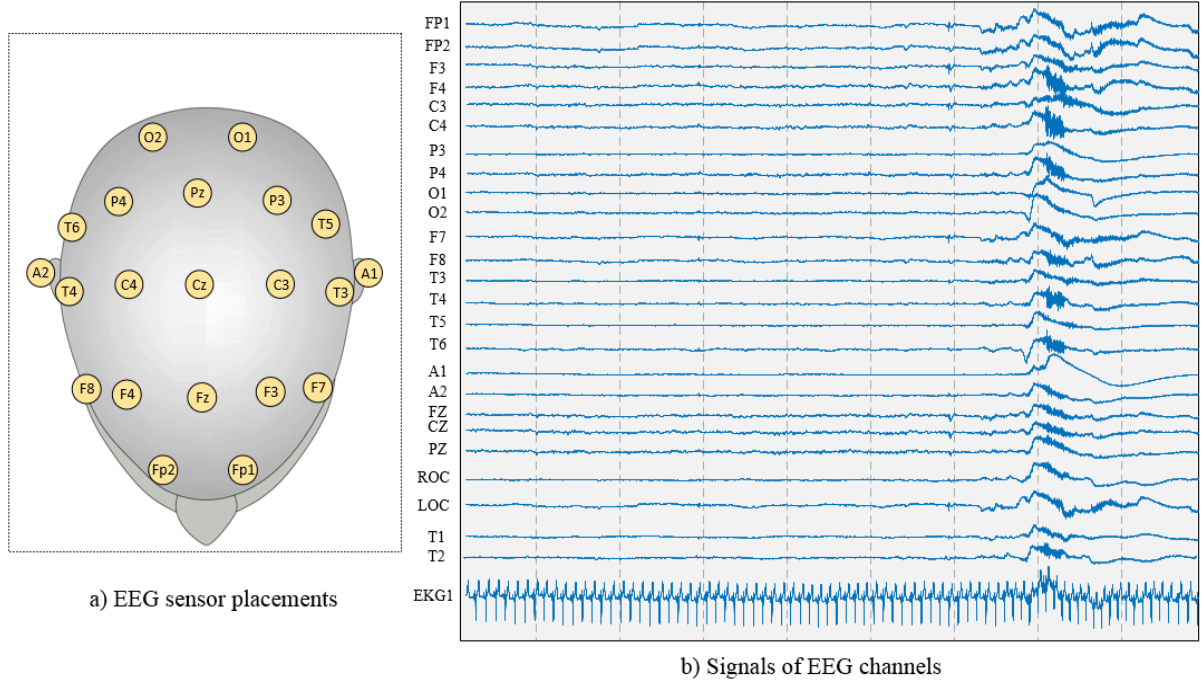 O2 O1
P4 Pz P3
T6 T5
A2 A1
T4 C4 Cz C3 T3
F8 F4 Fz F3 F7
Fp2 Fp1
a) EEG sensor placements
FP1
FP2
F3
F4
C3
C4
P3
P4
O1
O2
F7
F8
T3
T4
T5
T6
A1
A2
FZ
CZ
PZ
ROC
LOC
T1
T2
EKG1
b) Signals of EEG channels